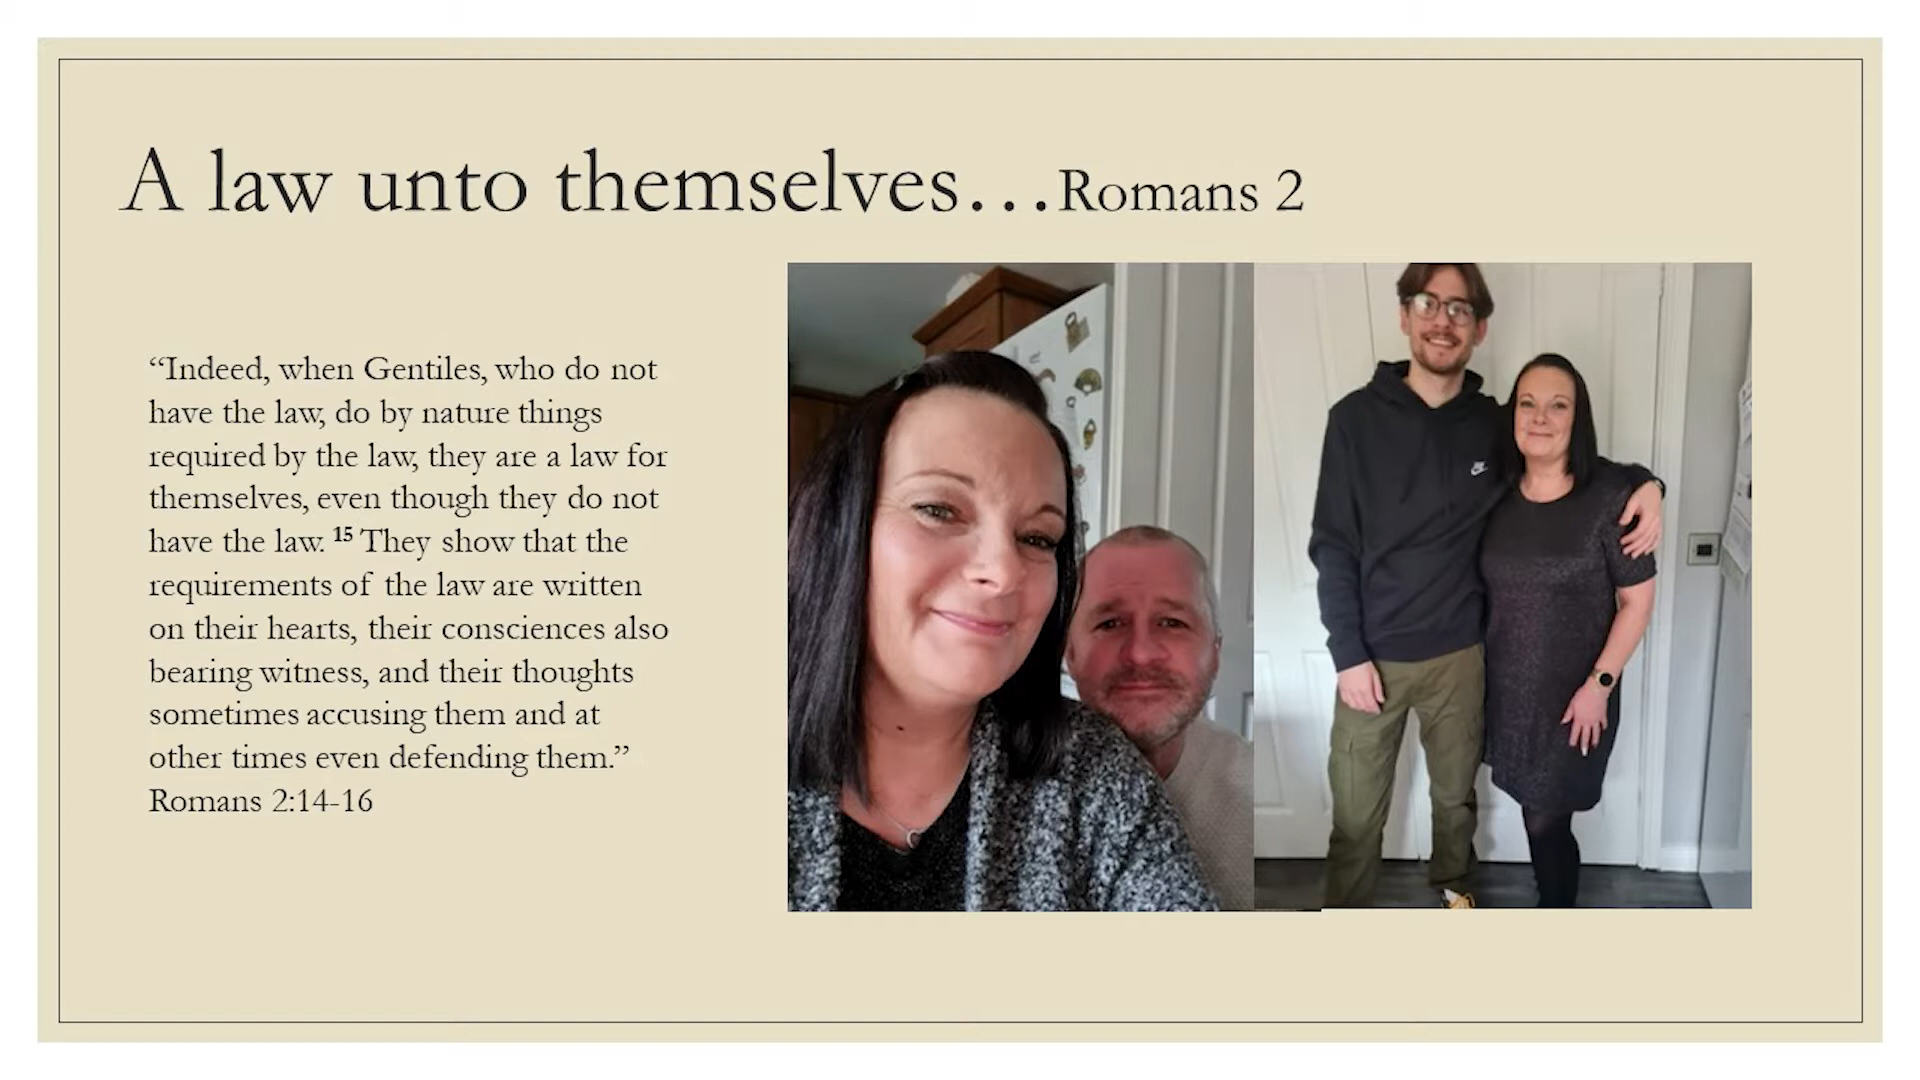 A law unto themselves…Romans 2
“Indeed, when Gentiles, who do not
have the law, do by nature things
required by the law, they are a law for
themselves, even though they do not
have the law. 15 They show that the
requirements of the law are written
on their hearts, their consciences also
bearing witness, and their thoughts
sometimes accusing them and at
other times even defending them.”
Romans 2:14-16